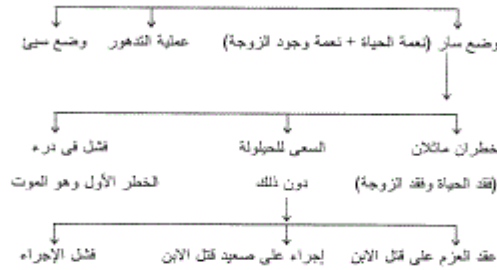 وضع سار (نعمة الحياة + نعمة وجود الزوجة) عملية التدهور وضع سيئ
خطران ماثلان السعى للحيلولة فشل فى درء
(فقد الحياة وفقد الزوجة) دون ذلك الخطر الأول وهو الموت
عقد العزم على قتل الابن إجراء على صعيد قتل الابن فشل الإجراء